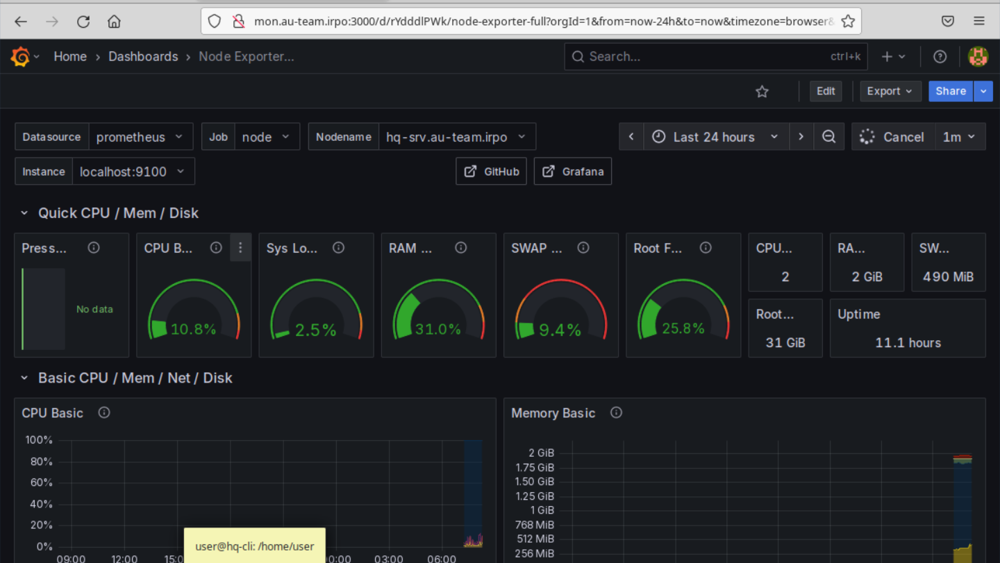 mon.au-team.irpo:3000/d/rYdddlPWk/node-exporter-full?orgId=1&from=now-24h&to=now&timezone=browser&
Home › Dashboards › Node Exporter...
Search... ctrl+k
Edit Export Share
Datasource prometheus Job node Nodename hq-srv.au-team.irpo Last 24 hours Cancel 1m
Instance localhost:9100 GitHub Grafana
Quick CPU / Mem / Disk
Press... CPU B... Sys Lo... RAM ... SWAP ... Root F... CPU... RA... SW...
2 2 GiB 490 MiB
No data 10.8% 2.5% 31.0% 9.4% 25.8%
Root... Uptime
31 GiB 11.1 hours
Basic CPU / Mem / Net / Disk
CPU Basic Memory Basic
100%
80%
60%
40%
20%
0%
09:00 12:00 15:0 0:00 03:00 06:00
2 GiB
1.75 GiB
1.50 GiB
1.25 GiB
1 GiB
768 MiB
512 MiB
256 MiB
user@hq-cli: /home/user